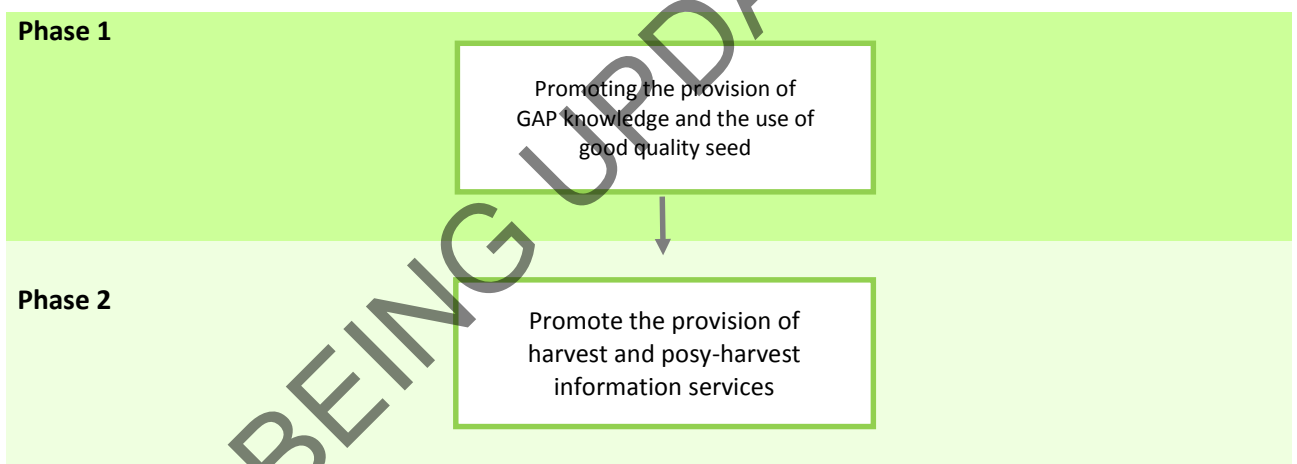 Phase 1
Promoting the provision of
GAP knowledge and the use of
good quality seed
Phase 2
Promote the provision of
harvest and posy-harvest
information services
BEING UPDA